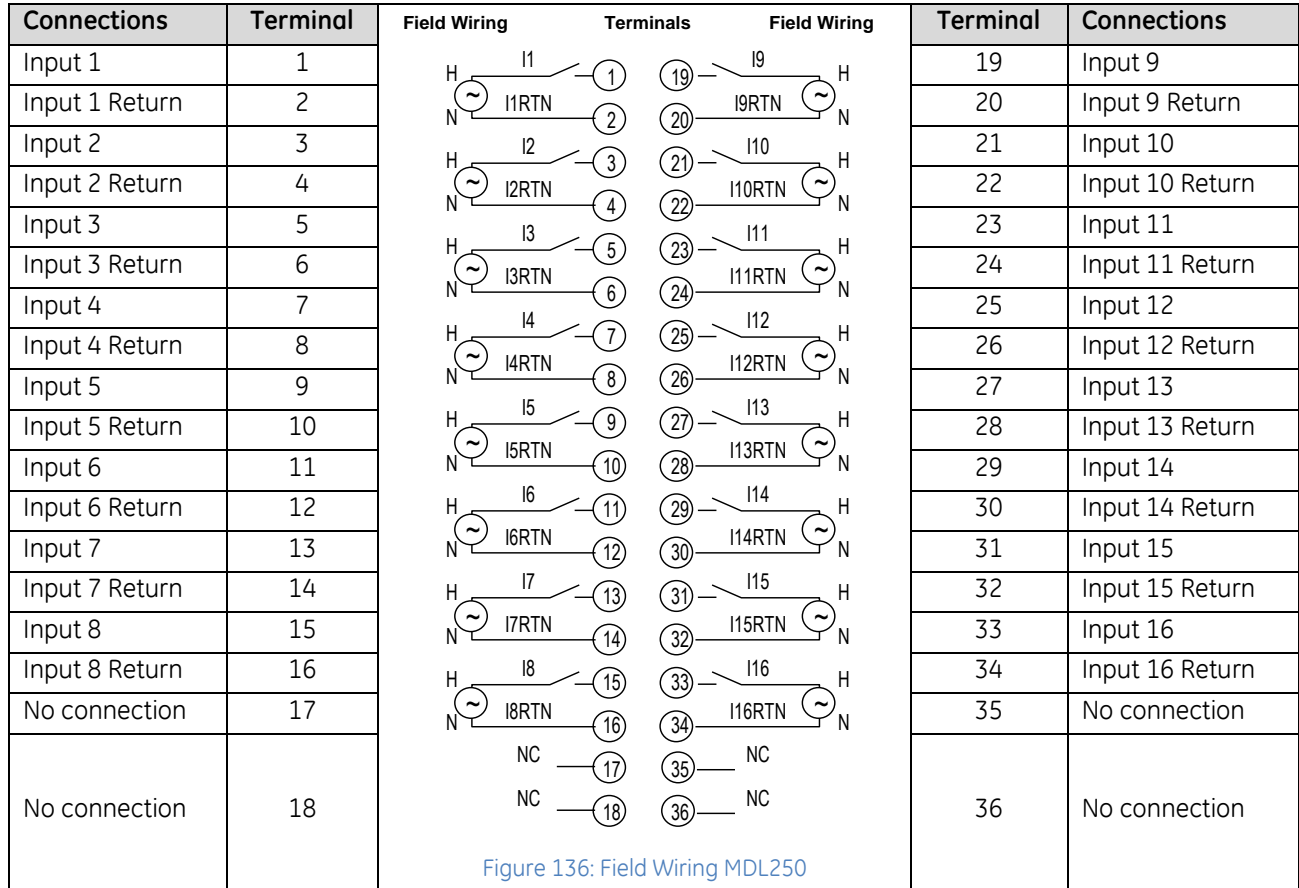 Connections Terminal Field Wiring Terminals Field Wiring Terminal Connections
Input 1 1 19 Input 9
H I1 1 19 I9 H
Input 1 Return 2 ~ I1RTN I9RTN ~ 20 Input 9 Return
N 2 20 N
Input 2 3 21 Input 10
H I2 3 21 I10 H
Input 2 Return 4 ~ I2RTN I10RTN ~ 22 Input 10 Return
N 4 22 N
Input 3 5 23 Input 11
H I3 5 23 I11 H
Input 3 Return 6 ~ I3RTN I11RTN ~ 24 Input 11 Return
N 6 24 N
Input 4 7 25 Input 12
H I4 7 25 I12 H
Input 4 Return 8 ~ I4RTN I12RTN ~ 26 Input 12 Return
N 8 26 N
Input 5 9 27 Input 13
H I5 9 27 I13 H
Input 5 Return 10 ~ I5RTN I13RTN ~ 28 Input 13 Return
N 10 28 N
Input 6 11 29 Input 14
H I6 11 29 I14 H
Input 6 Return 12 ~ I6RTN I14RTN ~ 30 Input 14 Return
N 12 30 N
Input 7 13 31 Input 15
H I7 13 31 I15 H
Input 7 Return 14 ~ I7RTN I15RTN ~ 32 Input 15 Return
N 14 32 N
Input 8 15 33 Input 16
H I8 15 33 I16 H
Input 8 Return 16 ~ I8RTN I16RTN ~ 34 Input 16 Return
N 16 34 N
No connection 17 35 No connection
NC 17 35 NC
No connection 18 NC 18 36 NC 36 No connection
Figure 136: Field Wiring MDL250